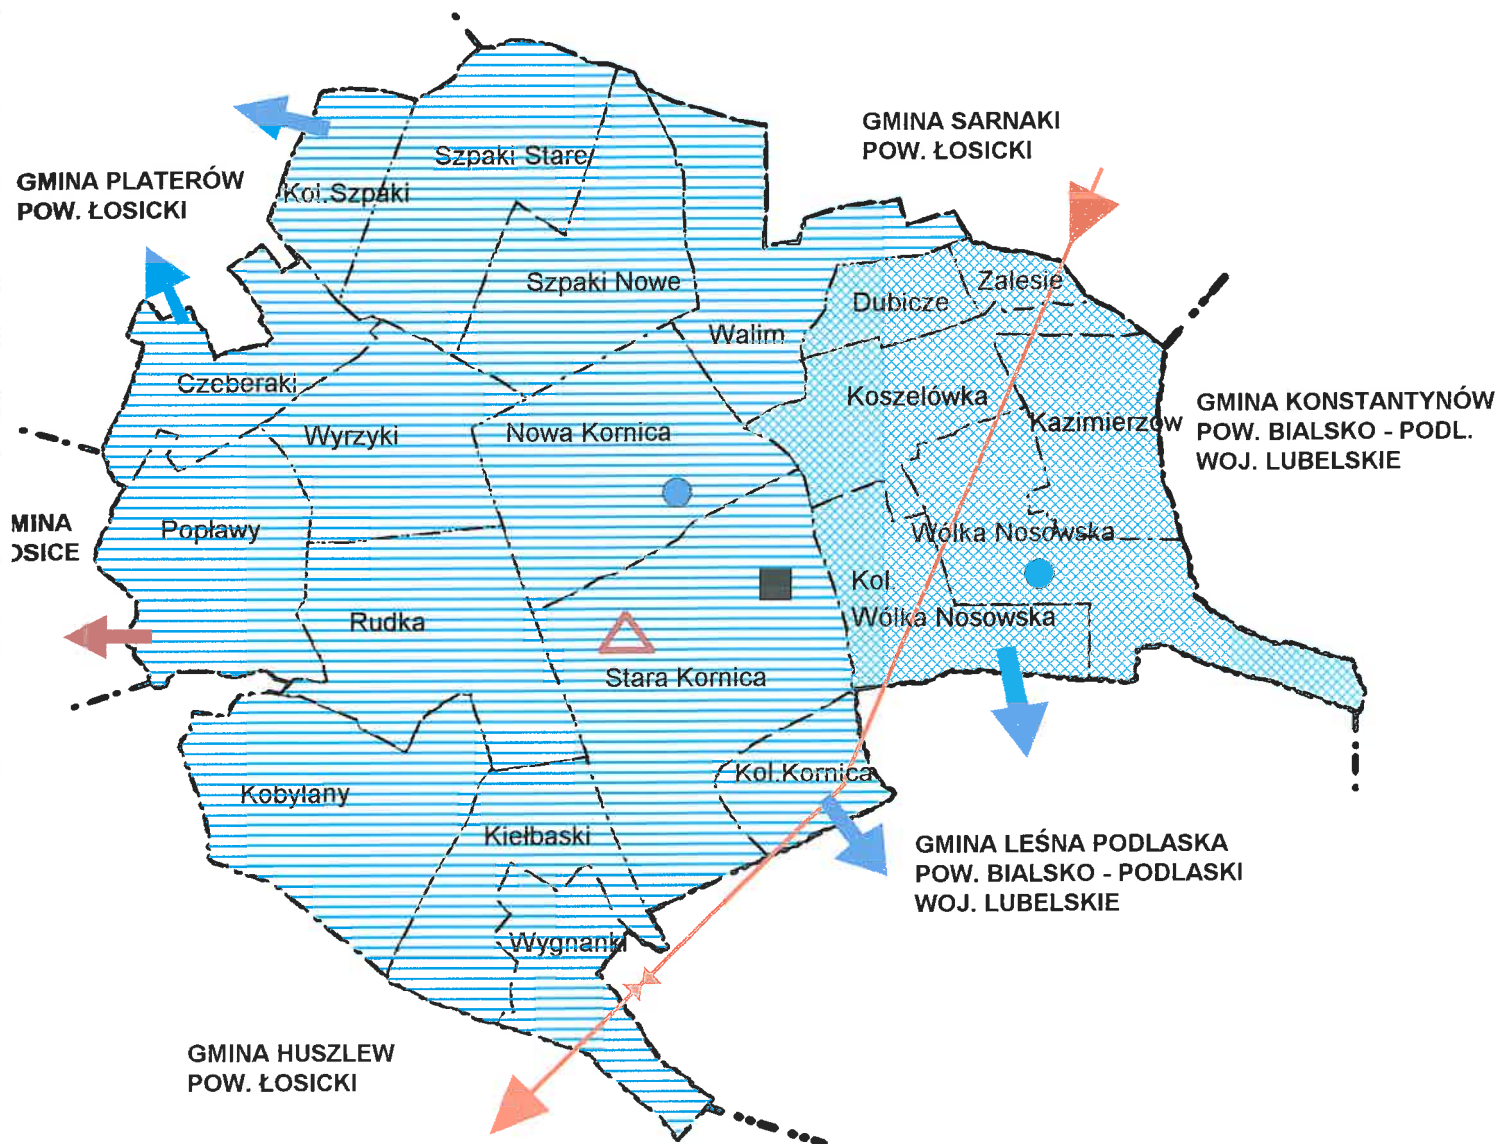 GMINA SARNAKI
POW. ŁOSICKI
Szpaki Stare
GMINA PLATERÓW
POW. ŁOSICKI
Kol.Szpaki
Szpaki Nowe
Zalesie
Dubicze
Walim
Czeberaki
Koszelówka
GMINA KONSTANTYNÓW
POW. BIALSKO - PODL.
WOJ. LUBELSKIE
Kazimierzów
Wyrzyki
Nowa Kornica
MINA
OSICE
Popławy
Wólka Nosowska
Kol
Wólka Nosowska
Rudka
Stara Kornica
Kol.Kornica
Kobylany
Kiełbaski
GMINA LEŚNA PODLASKA
POW. BIALSKO - PODLASKI
WOJ. LUBELSKIE
Wygnanki
GMINA HUSZLEW
POW. ŁOSICKI